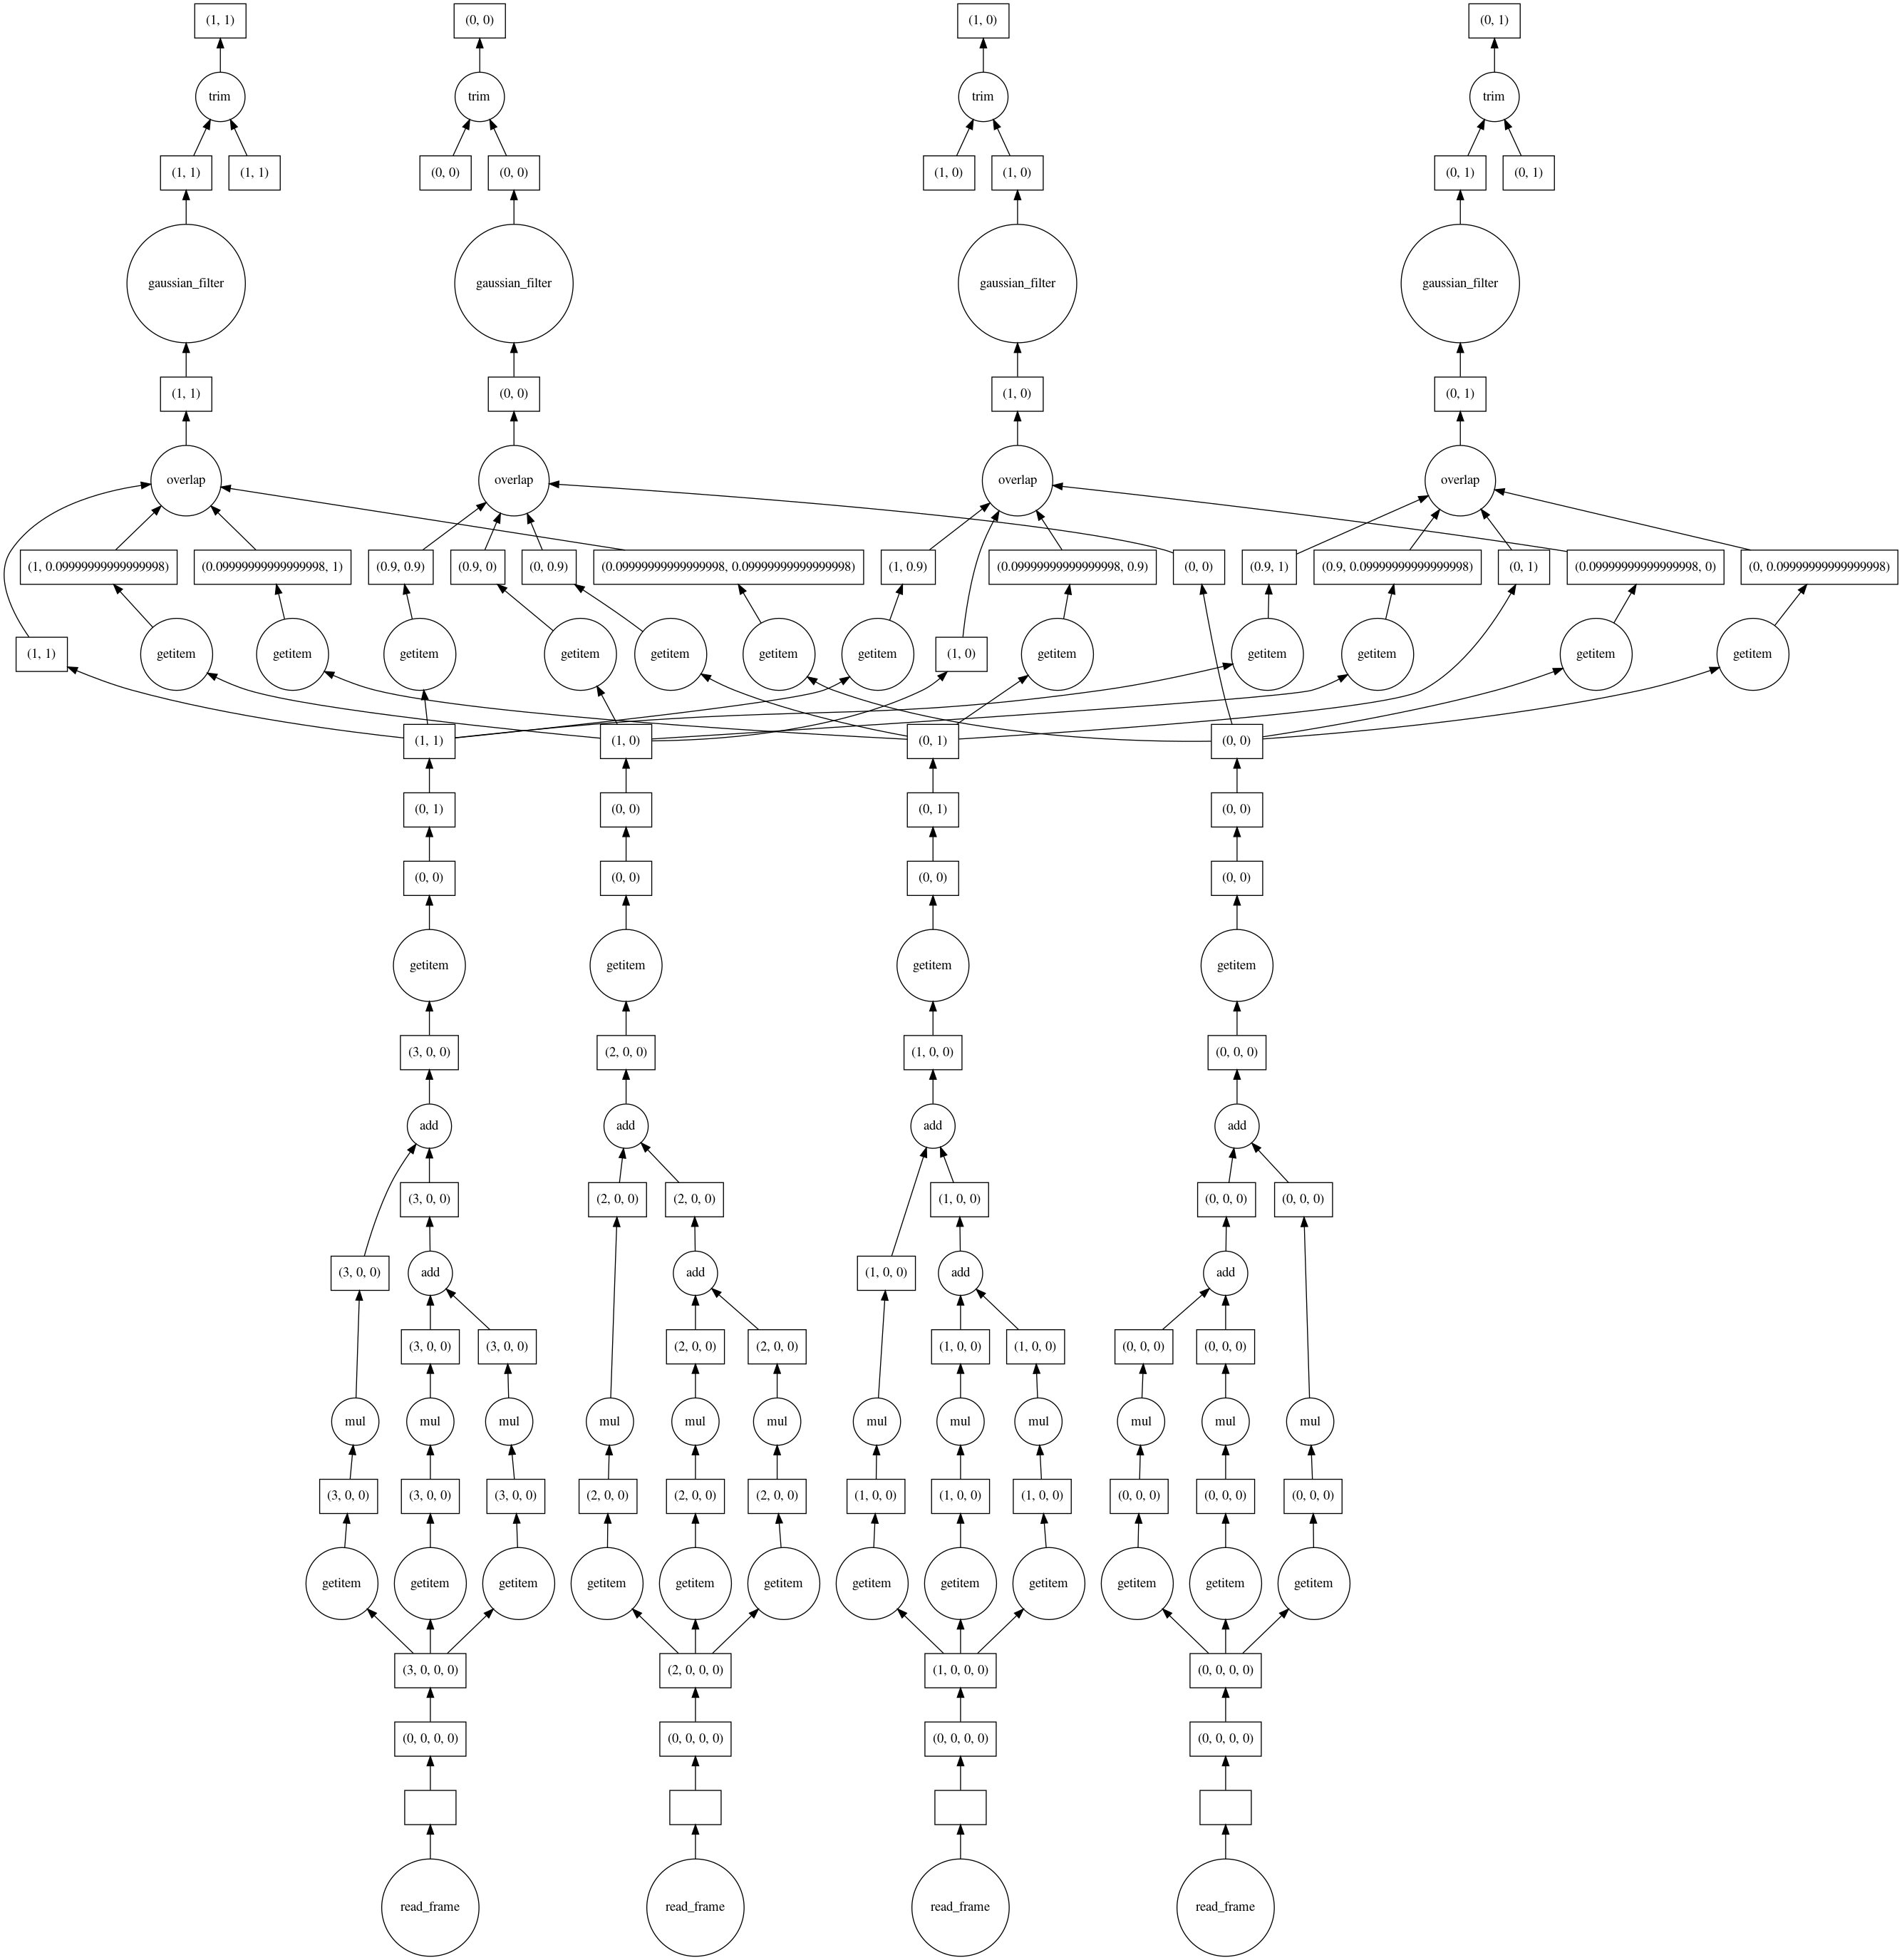 (1, 1)
(0, 0)
(1, 0)
(0, 1)
trim
trim
trim
trim
(1, 1)
(1, 1)
(0, 0)
(0, 0)
(1, 0)
(1, 0)
(0, 1)
(0, 1)
gaussian_filter
gaussian_filter
gaussian_filter
gaussian_filter
(1, 1)
(0, 0)
(1, 0)
(0, 1)
overlap
overlap
overlap
overlap
(1, 0.09999999999999998)
(0.09999999999999998, 1)
(0.9, 0.9)
(0.9, 0)
(0, 0.9)
(0.09999999999999998, 0.09999999999999998)
(1, 0.9)
(0.09999999999999998, 0.9)
(0, 0)
(0.9, 1)
(0.9, 0.09999999999999998)
(0, 1)
(0.09999999999999998, 0)
(0, 0.09999999999999998)
(1, 1)
getitem
getitem
getitem
getitem
getitem
getitem
getitem
(1, 0)
getitem
getitem
getitem
getitem
getitem
(1, 1)
(1, 0)
(0, 1)
(0, 0)
(0, 1)
(0, 0)
(0, 1)
(0, 0)
(0, 0)
(0, 0)
(0, 0)
(0, 0)
getitem
getitem
getitem
getitem
(3, 0, 0)
(2, 0, 0)
(1, 0, 0)
(0, 0, 0)
add
add
add
add
(3, 0, 0)
(2, 0, 0)
(2, 0, 0)
(1, 0, 0)
(0, 0, 0)
(0, 0, 0)
(3, 0, 0)
add
add
(1, 0, 0)
add
add
(3, 0, 0)
(3, 0, 0)
(2, 0, 0)
(2, 0, 0)
(1, 0, 0)
(1, 0, 0)
(0, 0, 0)
(0, 0, 0)
mul
mul
mul
mul
mul
mul
mul
mul
mul
mul
mul
mul
(3, 0, 0)
(3, 0, 0)
(3, 0, 0)
(2, 0, 0)
(2, 0, 0)
(2, 0, 0)
(1, 0, 0)
(1, 0, 0)
(1, 0, 0)
(0, 0, 0)
(0, 0, 0)
(0, 0, 0)
getitem
getitem
getitem
getitem
getitem
getitem
getitem
getitem
getitem
getitem
getitem
getitem
(3, 0, 0, 0)
(2, 0, 0, 0)
(1, 0, 0, 0)
(0, 0, 0, 0)
(0, 0, 0, 0)
(0, 0, 0, 0)
(0, 0, 0, 0)
(0, 0, 0, 0)
read_frame
read_frame
read_frame
read_frame